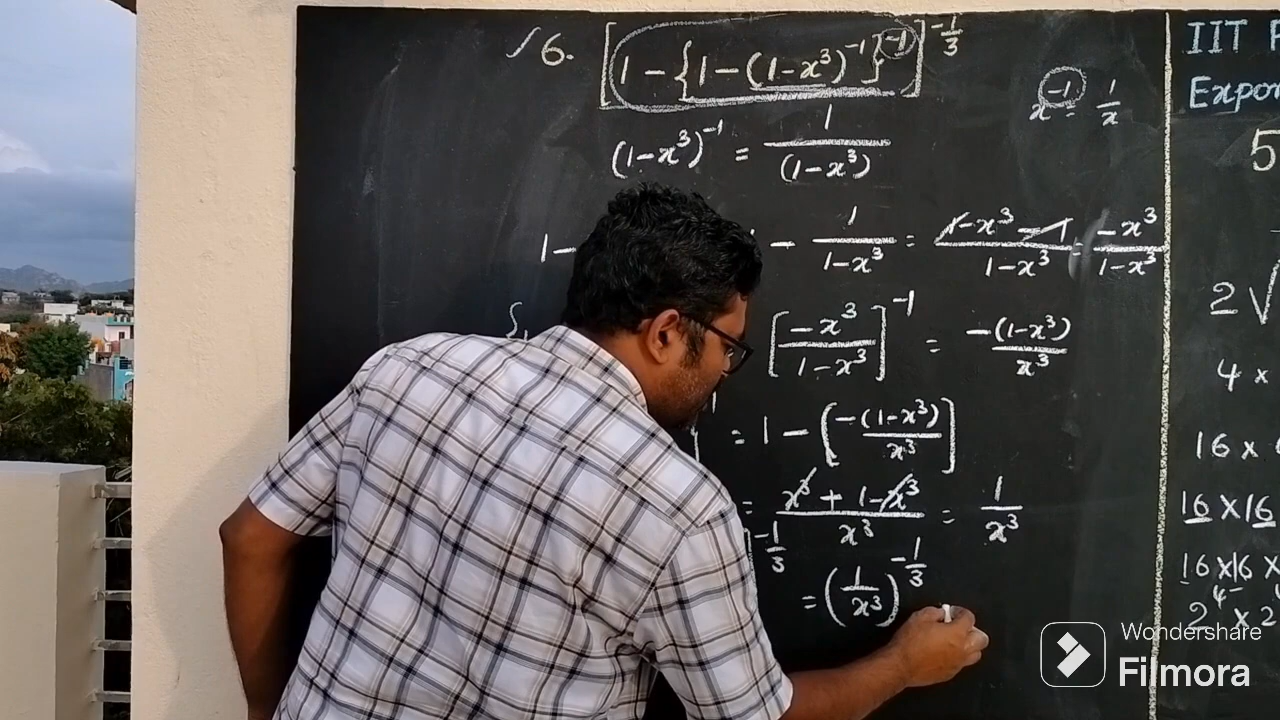 6. [1 - {1 - (1-x³)⁻¹}⁻¹]^(-1/3)
x⁻¹ = 1/x
(1-x³)⁻¹ = 1/(1-x³)
1- - 1/(1-x³) = (1-x³-1)/(1-x³) = -x³/(1-x³)
[-x³/(1-x³)]⁻¹ = -(1-x³)/x³
= 1 - [-(1-x³)/x³]
= (x³ + 1-x³)/x³ = 1/x³
-1/3 = (1/x³)^(-1/3)
IIT
Expon
5
2√
4 ×
16 ×
16 × 16
16 × 16 ×
2⁴ × 2
Wondershare
Filmora